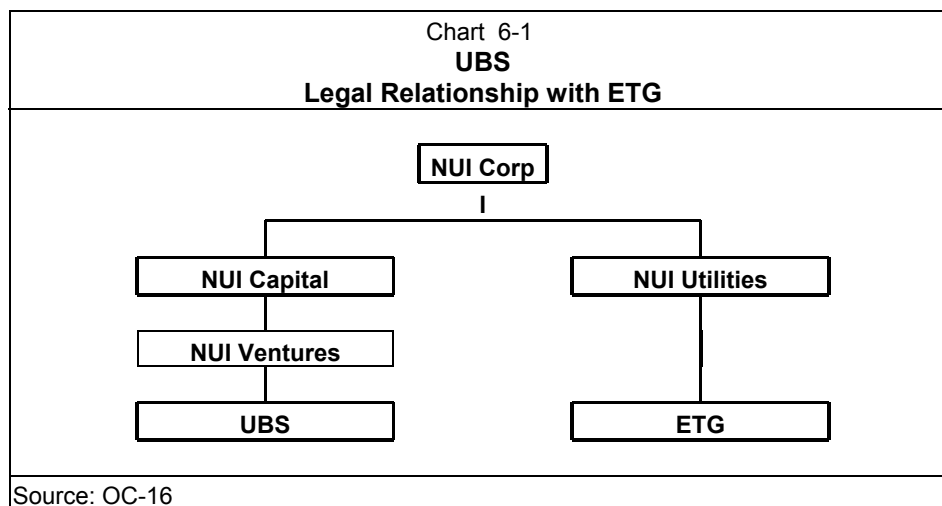 Chart 6-1
UBS
Legal Relationship with ETG
NUI Corp
I
NUI Capital
NUI Utilities
NUI Ventures
UBS
ETG
Source: OC-16